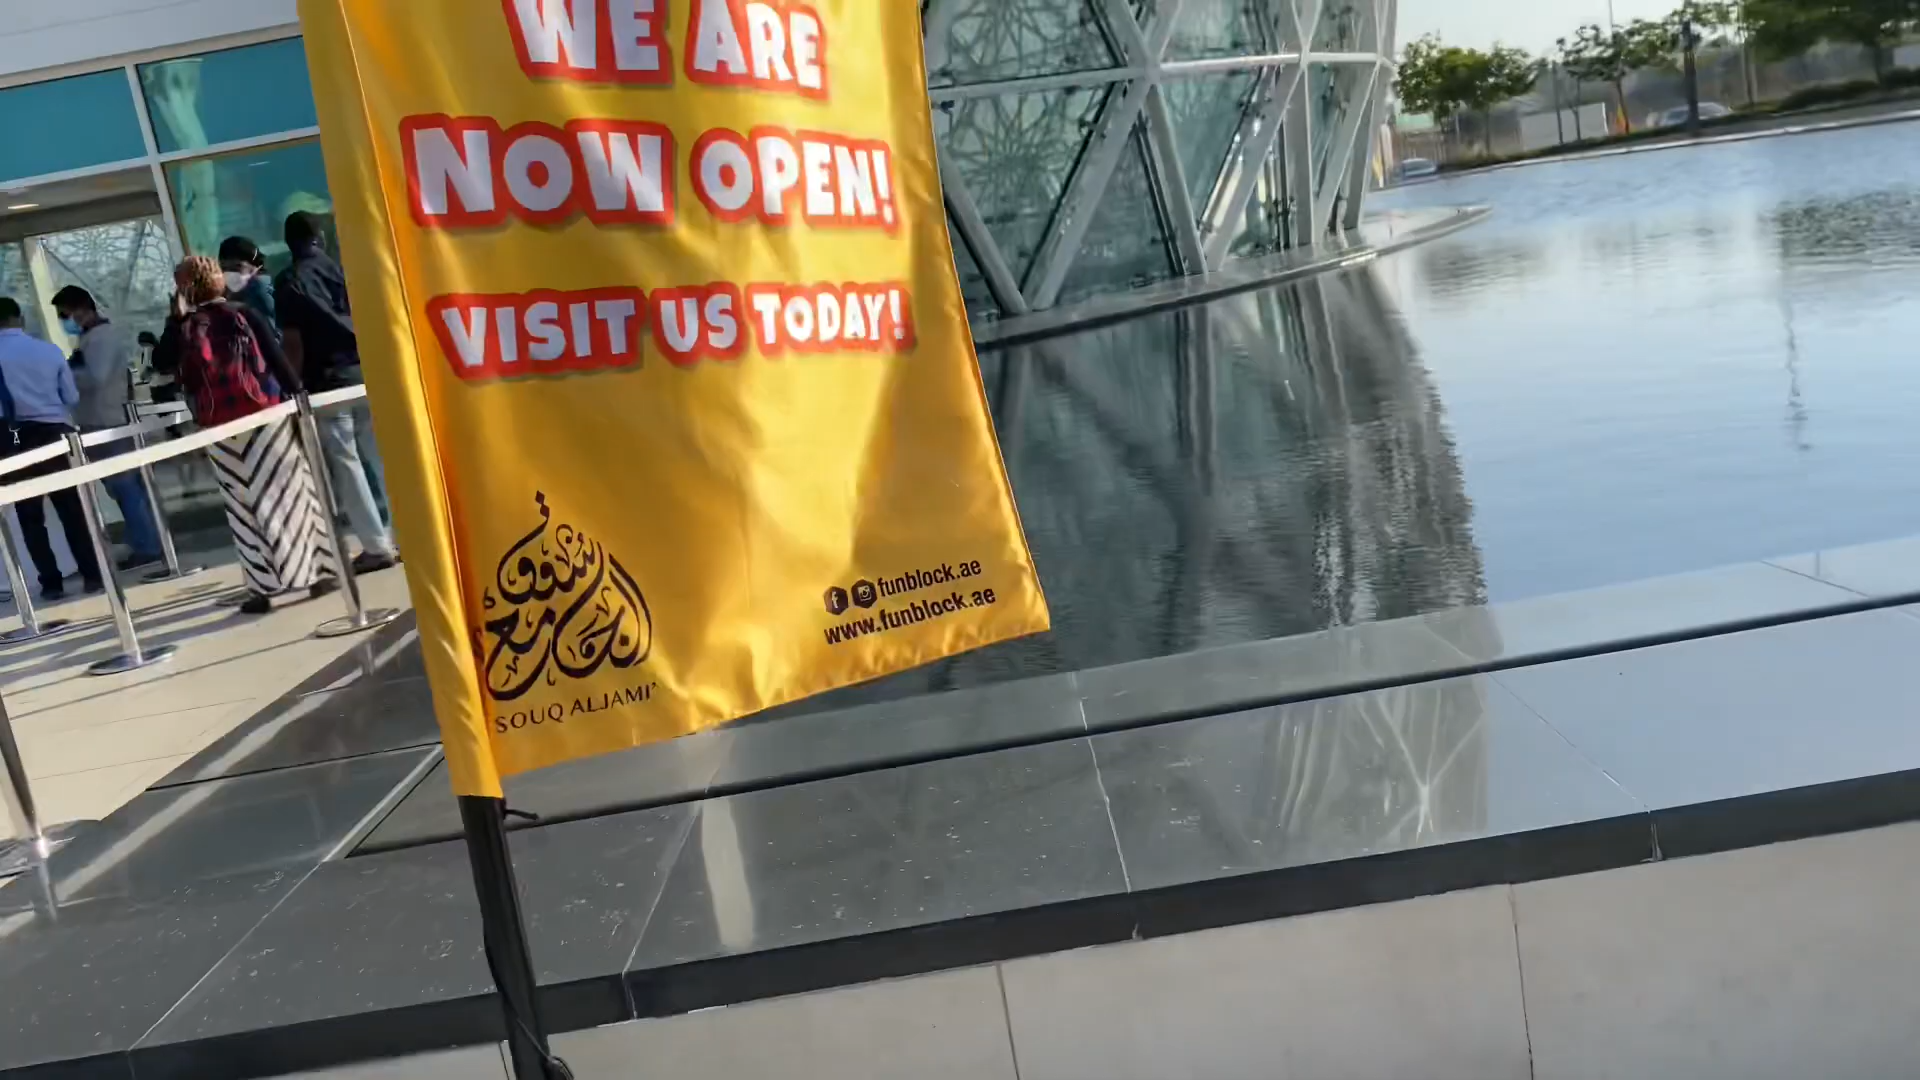 WE ARE
NOW OPEN!
VISIT US TODAY!
سوق الجامع
SOUQ ALJAMI'
funblock.ae
www.funblock.ae